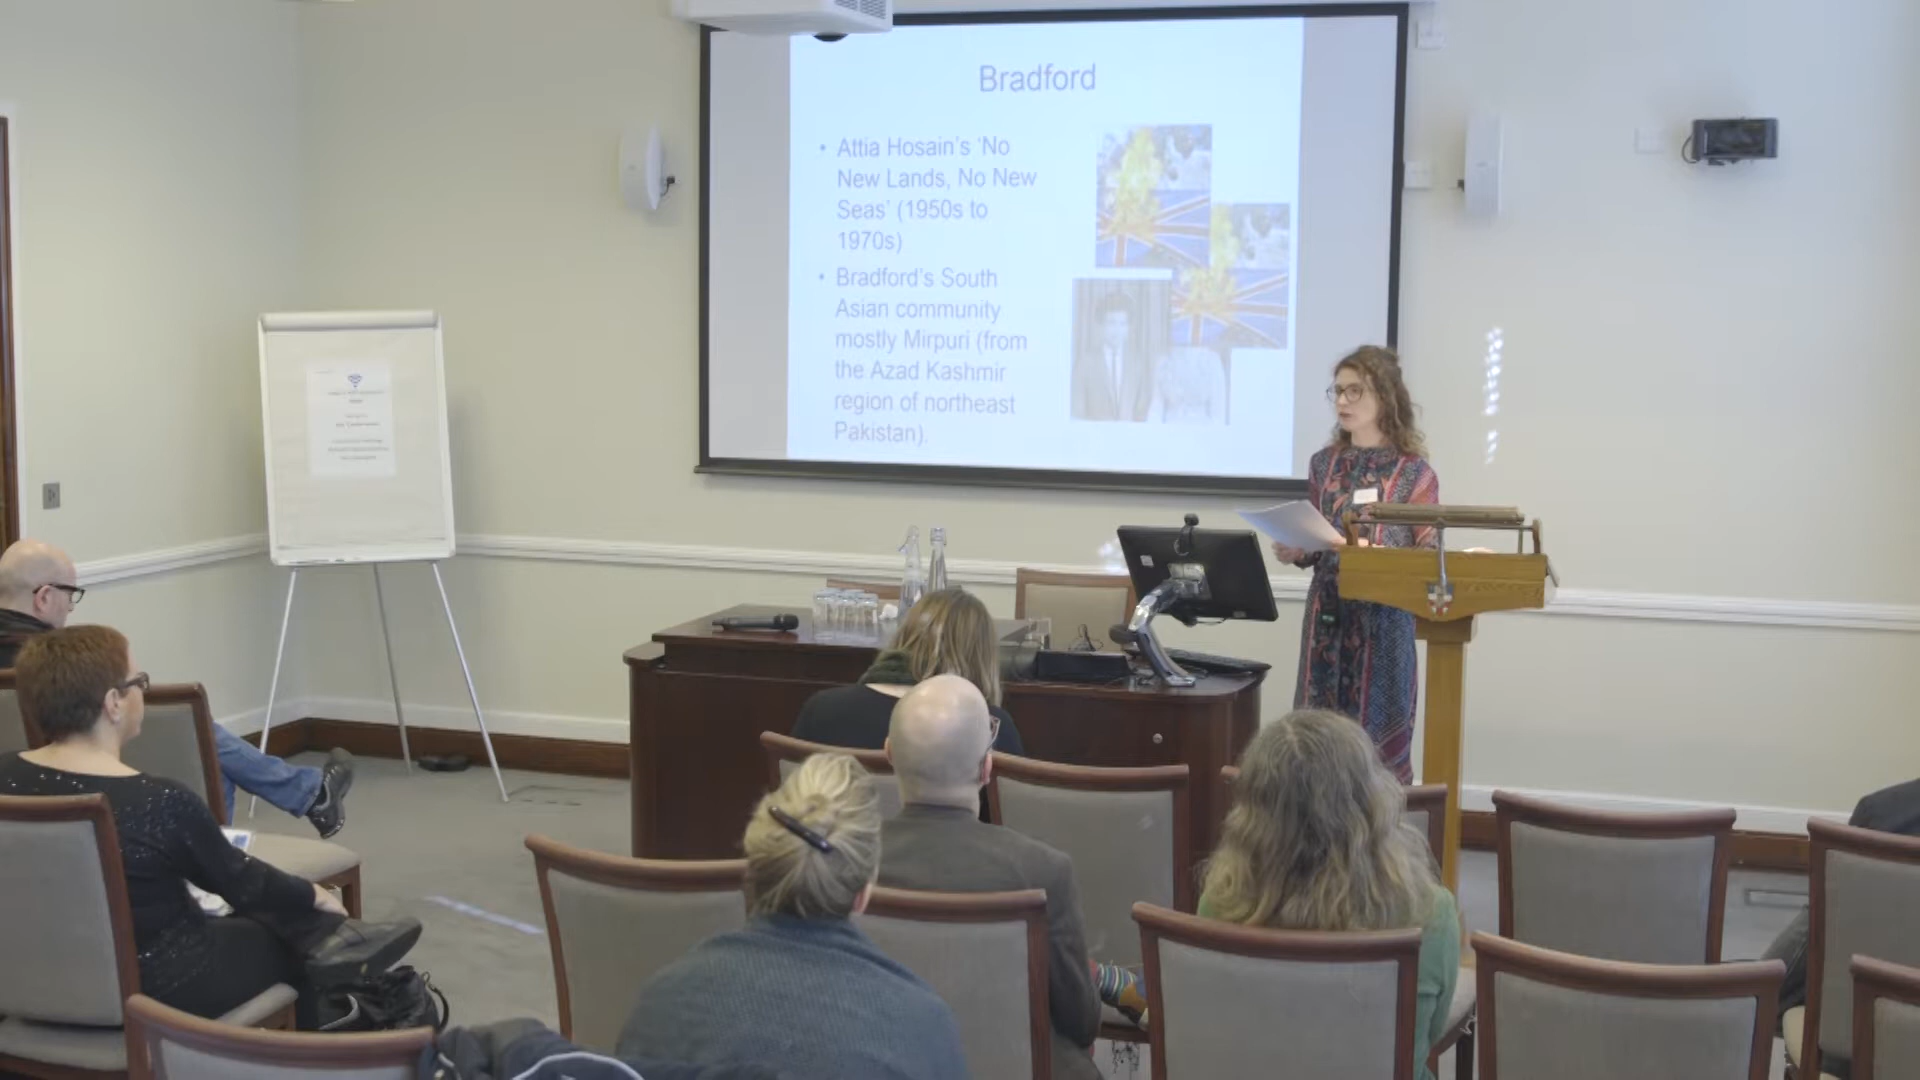 Bradford
• Attia Hosain's 'No
New Lands, No New
Seas' (1950s to
1970s)
• Bradford's South
Asian community
mostly Mirpuri (from
the Azad Kashmir
region of northeast
Pakistan).